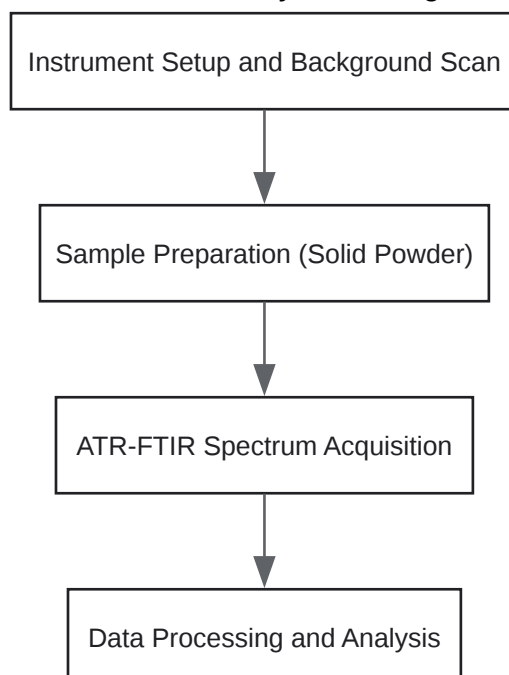 Instrument Setup and Background Scan
Sample Preparation (Solid Powder)
ATR-FTIR Spectrum Acquisition
Data Processing and Analysis